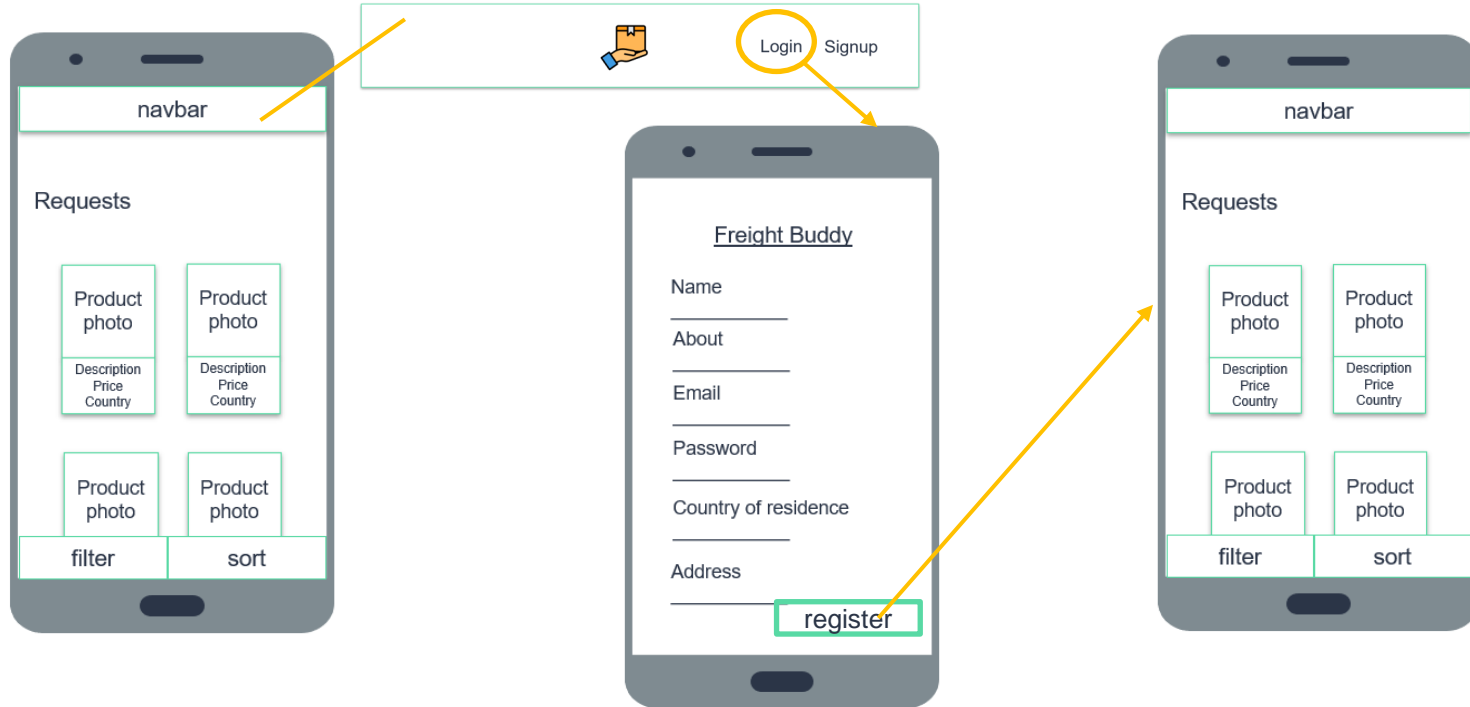 Login Signup
navbar
Requests
Product
photo
Description
Price
Country
Product
photo
Description
Price
Country
Product
photo
Product
photo
filter
sort
Freight Buddy
Name
About
Email
Password
Country of residence
Address
register
navbar
Requests
Product
photo
Description
Price
Country
Product
photo
Description
Price
Country
Product
photo
Product
photo
filter
sort